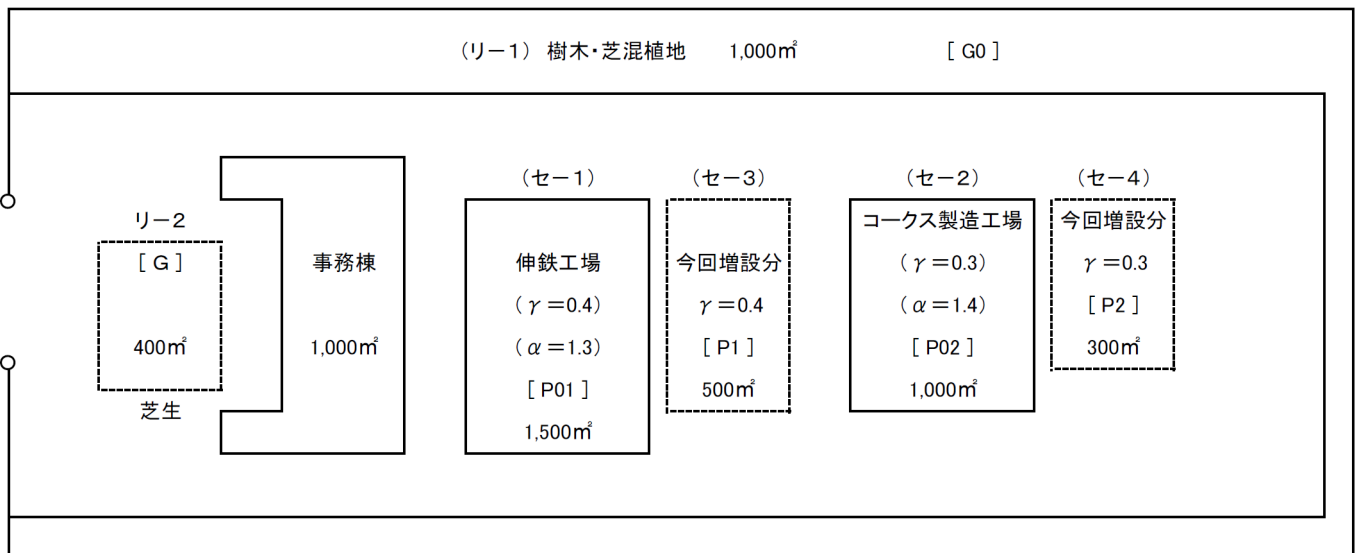 （リー１） 樹木・芝混植地 1,000㎡ [ G0 ]
リー２
[ G ]
400㎡
芝生
事務棟
1,000㎡
（セー１）
伸鉄工場
（γ＝0.4）
（α＝1.3）
[ P01 ]
1,500㎡
（セー３）
今回増設分
γ＝0.4
[ P1 ]
500㎡
（セー２）
コークス製造工場
（γ＝0.3）
（α＝1.4）
[ P02 ]
1,000㎡
（セー４）
今回増設分
γ＝0.3
[ P2 ]
300㎡